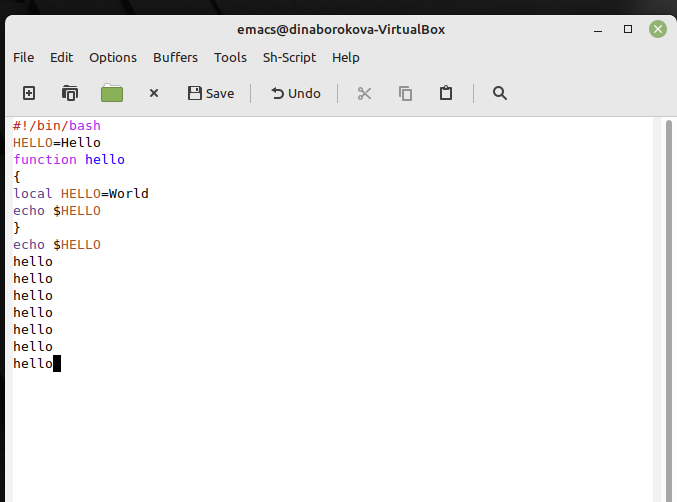 emacs@dinaborokova-VirtualBox
File Edit Options Buffers Tools Sh-Script Help
Save Undo
#!/bin/bash
HELLO=Hello
function hello
{
local HELLO=World
echo $HELLO
}
echo $HELLO
hello
hello
hello
hello
hello
hello
hello